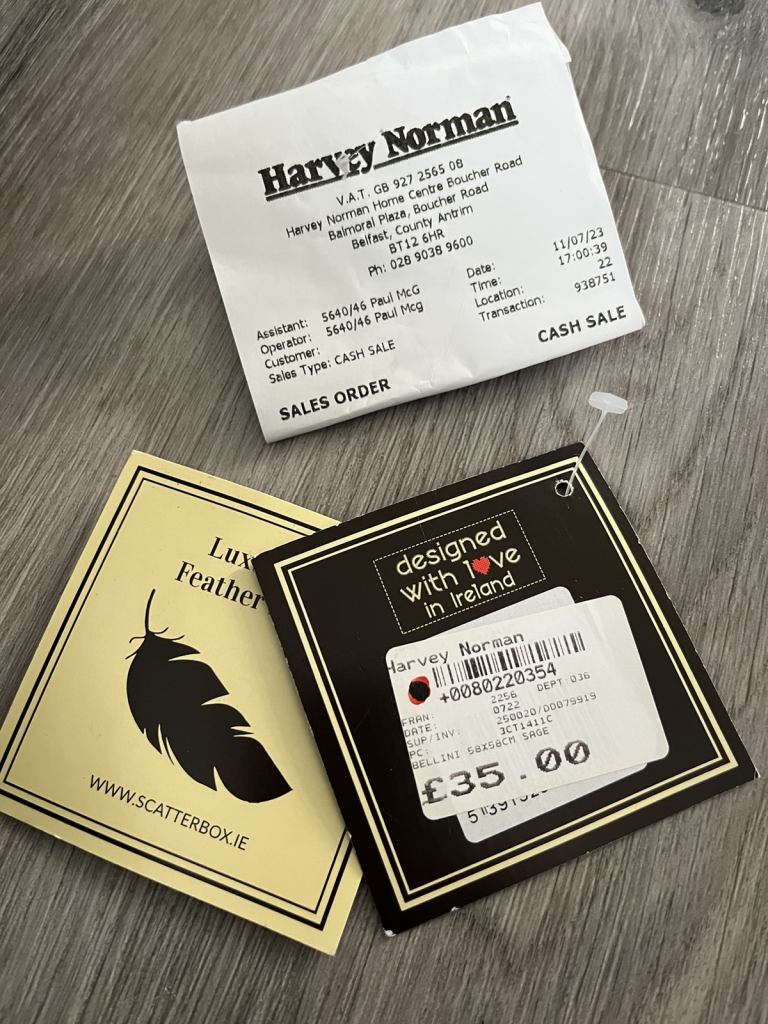 Harvey Norman
V.A.T. GB 927 2565 08
Harvey Norman Home Centre Boucher Road
Balmoral Plaza, Boucher Road
Belfast, County Antrim
BT12 6HR
Ph: 028 9038 9600
Assistant: 5640/46 Paul McG
Operator: 5640/46 Paul Mcg
Customer:
Sales Type: CASH SALE
Date: 11/07/23
Time: 17:00:39
Location: 22
Transaction: 938751
SALES ORDER
CASH SALE
Lux
Feather
WWW.SCATTERBOX.IE
designed
with love
in Ireland
Harvey Norman
+0080220354
FRAN: 2256 DEPT:036
DATE: 0722
SUP/INV: 250020/DD079919
PC: 3CT1411C
BELLINI 58X58CM SAGE
£35.00